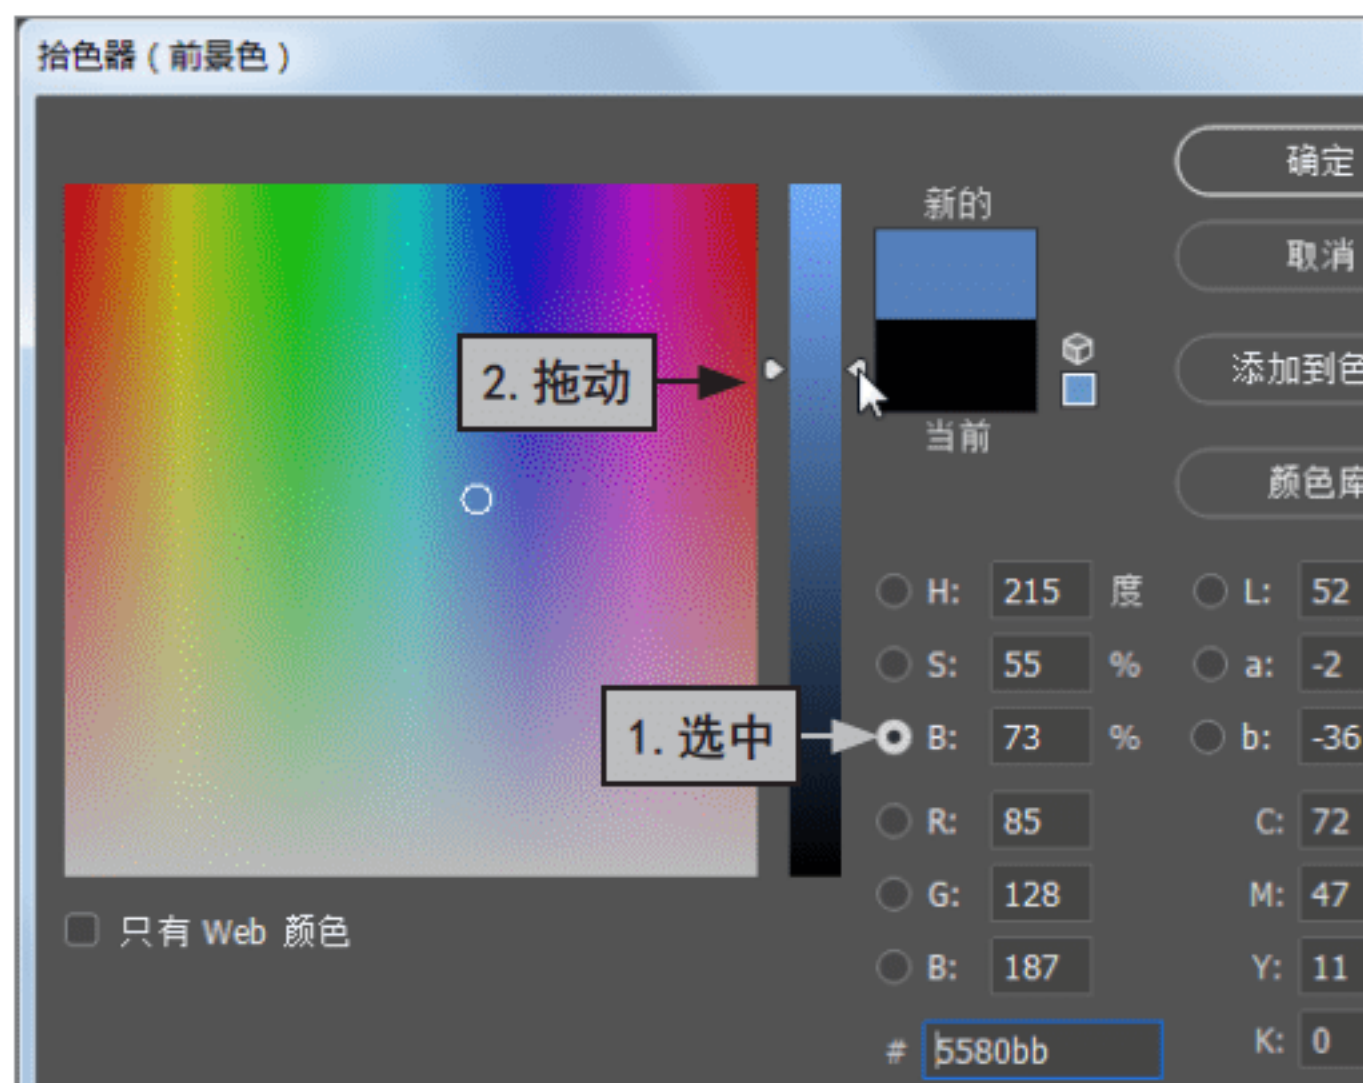 拾色器（前景色）
确定
新的
取消
2. 拖动
添加到色
当前
颜色库
H: 215 度 L: 52
S: 55 % a: -2
1. 选中
B: 73 % b: -36
R: 85 C: 72
G: 128 M: 47
只有 Web 颜色
B: 187 Y: 11
# 5580bb K: 0